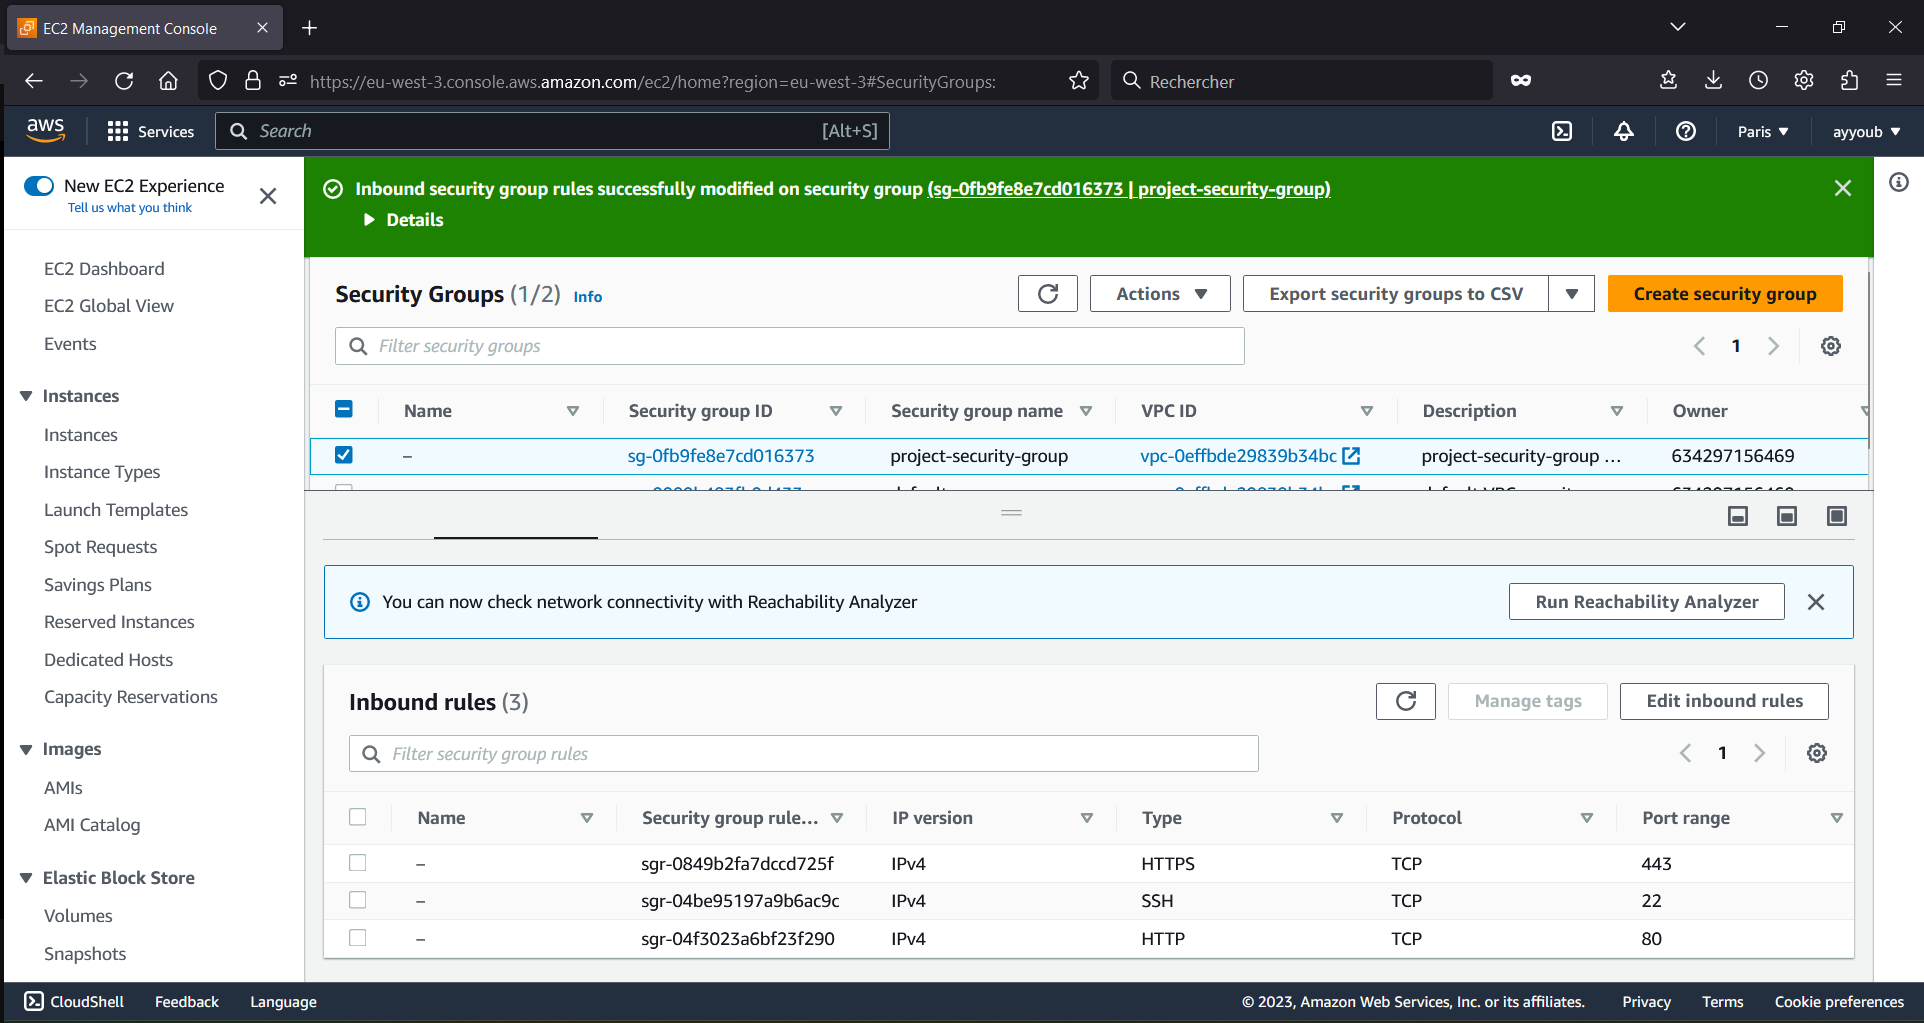 EC2 Management Console
https://eu-west-3.console.aws.amazon.com/ec2/home?region=eu-west-3#SecurityGroups:
Rechercher
aws
Services
Search
[Alt+S]
Paris
ayyoub
New EC2 Experience
Tell us what you think
EC2 Dashboard
EC2 Global View
Events
Instances
Instances
Instance Types
Launch Templates
Spot Requests
Savings Plans
Reserved Instances
Dedicated Hosts
Capacity Reservations
Images
AMIs
AMI Catalog
Elastic Block Store
Volumes
Snapshots
Inbound security group rules successfully modified on security group (sg-0fb9fe8e7cd016373 | project-security-group)
Details
Security Groups (1/2) Info
Actions
Export security groups to CSV
Create security group
Filter security groups
1
Name Security group ID Security group name VPC ID Description Owner
– sg-0fb9fe8e7cd016373 project-security-group vpc-0effbde29839b34bc project-security-group ... 634297156469
You can now check network connectivity with Reachability Analyzer
Run Reachability Analyzer
Inbound rules (3)
Manage tags
Edit inbound rules
Filter security group rules
1
Name Security group rule... IP version Type Protocol Port range
– sgr-0849b2fa7dccd725f IPv4 HTTPS TCP 443
– sgr-04be95197a9b6ac9c IPv4 SSH TCP 22
– sgr-04f3023a6bf23f290 IPv4 HTTP TCP 80
CloudShell Feedback Language
© 2023, Amazon Web Services, Inc. or its affiliates. Privacy Terms Cookie preferences